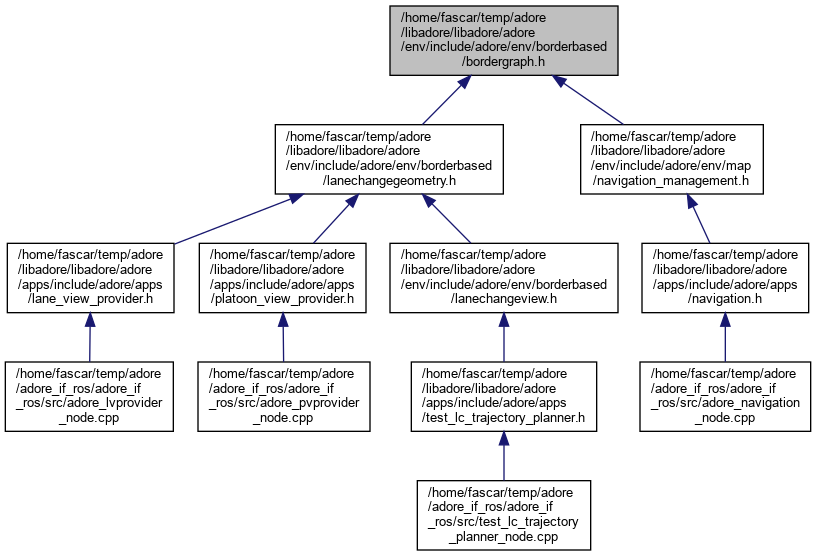 /home/fascar/temp/adore
/libadore/libadore/adore
/env/include/adore/env/borderbased
/bordergraph.h
/home/fascar/temp/adore
/libadore/libadore/adore
/env/include/adore/env/borderbased
/lanechangegeometry.h
/home/fascar/temp/adore
/libadore/libadore/adore
/env/include/adore/env/map
/navigation_management.h
/home/fascar/temp/adore
/libadore/libadore/adore
/apps/include/adore/apps
/lane_view_provider.h
/home/fascar/temp/adore
/libadore/libadore/adore
/apps/include/adore/apps
/platoon_view_provider.h
/home/fascar/temp/adore
/libadore/libadore/adore
/env/include/adore/env/borderbased
/lanechangeview.h
/home/fascar/temp/adore
/libadore/libadore/adore
/apps/include/adore/apps
/navigation.h
/home/fascar/temp/adore
/adore_if_ros/adore_if
_ros/src/adore_lvprovider
_node.cpp
/home/fascar/temp/adore
/adore_if_ros/adore_if
_ros/src/adore_pvprovider
_node.cpp
/home/fascar/temp/adore
/libadore/libadore/adore
/apps/include/adore/apps
/test_lc_trajectory_planner.h
/home/fascar/temp/adore
/adore_if_ros/adore_if
_ros/src/adore_navigation
_node.cpp
/home/fascar/temp/adore
/adore_if_ros/adore_if
_ros/src/test_lc_trajectory
_planner_node.cpp